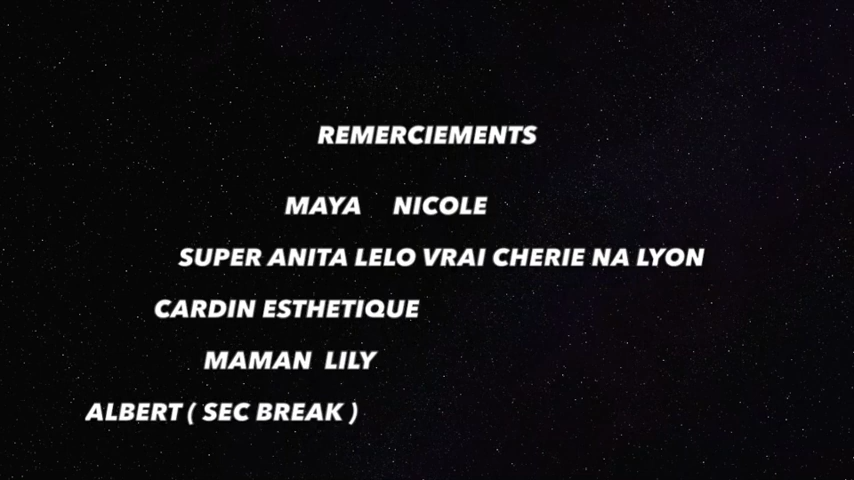 REMERCIEMENTS
MAYA NICOLE
SUPER ANITA LELO VRAI CHERIE NA LYON
CARDIN ESTHETIQUE
MAMAN LILY
ALBERT ( SEC BREAK )